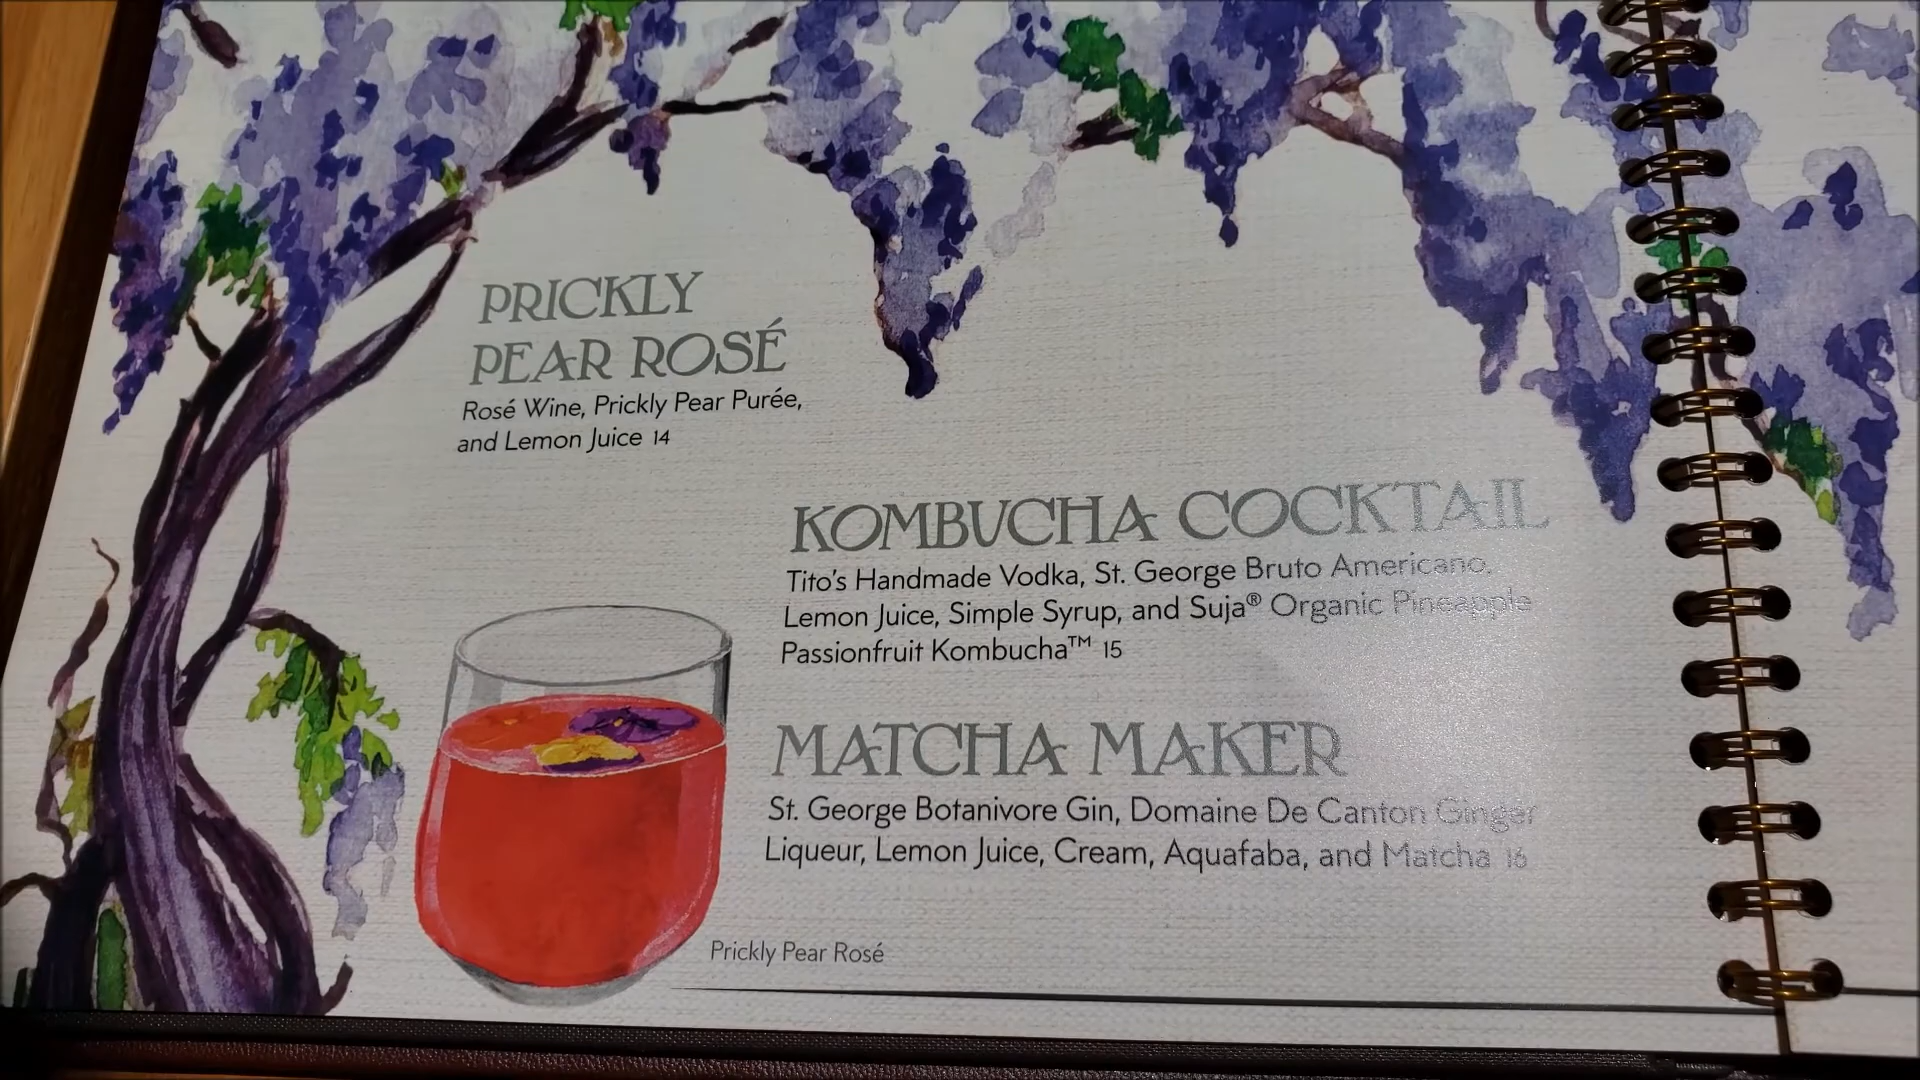 PRICKLY
PEAR ROSÉ
Rosé Wine, Prickly Pear Purée,
and Lemon Juice 14
KOMBUCHA COCKTAIL
Tito's Handmade Vodka, St. George Bruto Americano,
Lemon Juice, Simple Syrup, and Suja® Organic Pineapple
Passionfruit Kombucha™ 15
MATCHA MAKER
St. George Botanivore Gin, Domaine De Canton Ginger
Liqueur, Lemon Juice, Cream, Aquafaba, and Matcha 16
Prickly Pear Rosé